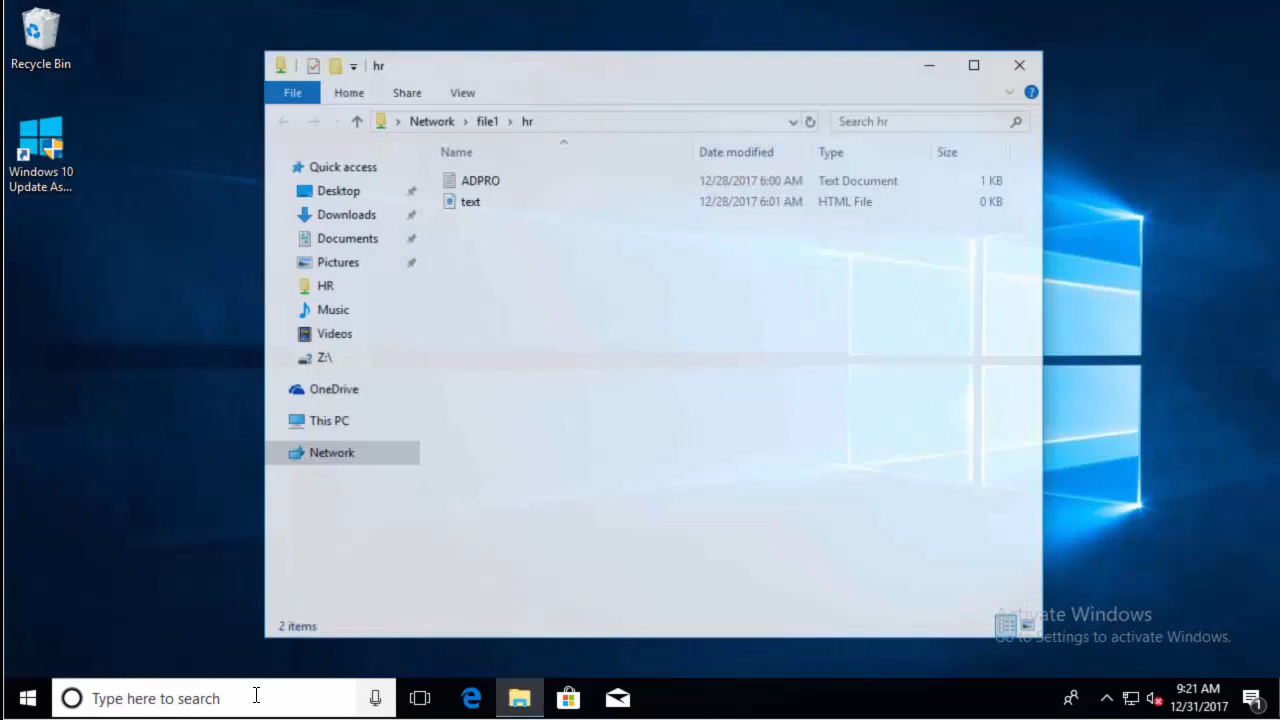 Recycle Bin
Windows 10
Update As...
hr
File
Home
Share
View
Network
file1
hr
Search hr
Quick access
Desktop
Downloads
Documents
Pictures
HR
Music
Videos
Z:\
OneDrive
This PC
Network
Name
Date modified
Type
Size
ADPRO
12/28/2017 6:00 AM
Text Document
1 KB
text
12/28/2017 6:01 AM
HTML File
0 KB
2 items
Activate Windows
Go to Settings to activate Windows.
Type here to search
9:21 AM
12/31/2017
1